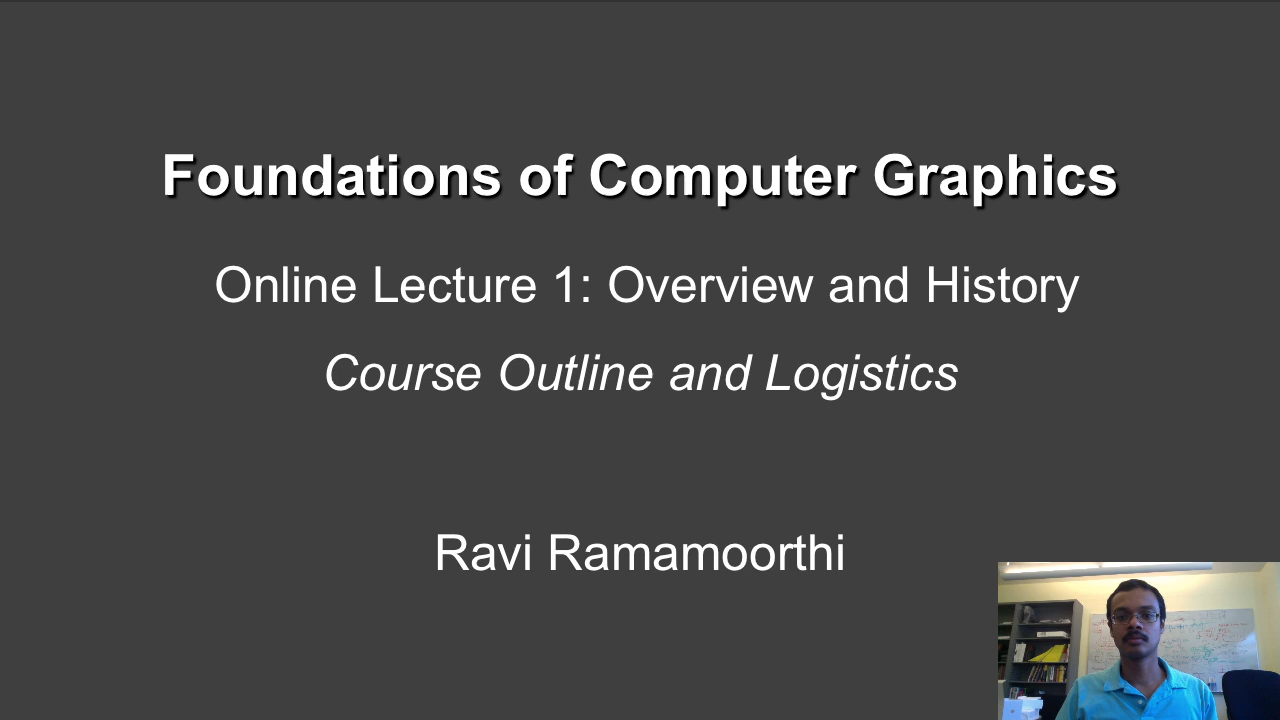 Foundations of Computer Graphics
Online Lecture 1: Overview and History
Course Outline and Logistics
Ravi Ramamoorthi